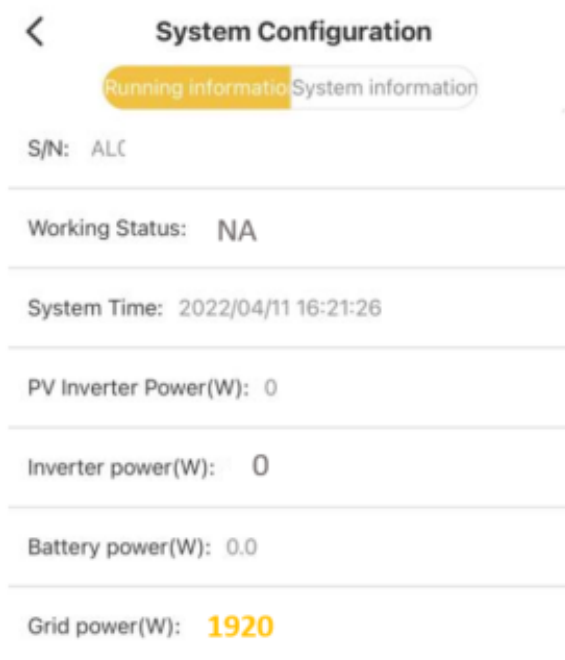 System Configuration
Running informatio System information
S/N: ALC
Working Status: NA
System Time: 2022/04/11 16:21:26
PV Inverter Power(W): 0
Inverter power(W): 0
Battery power(W): 0.0
Grid power(W): 1920